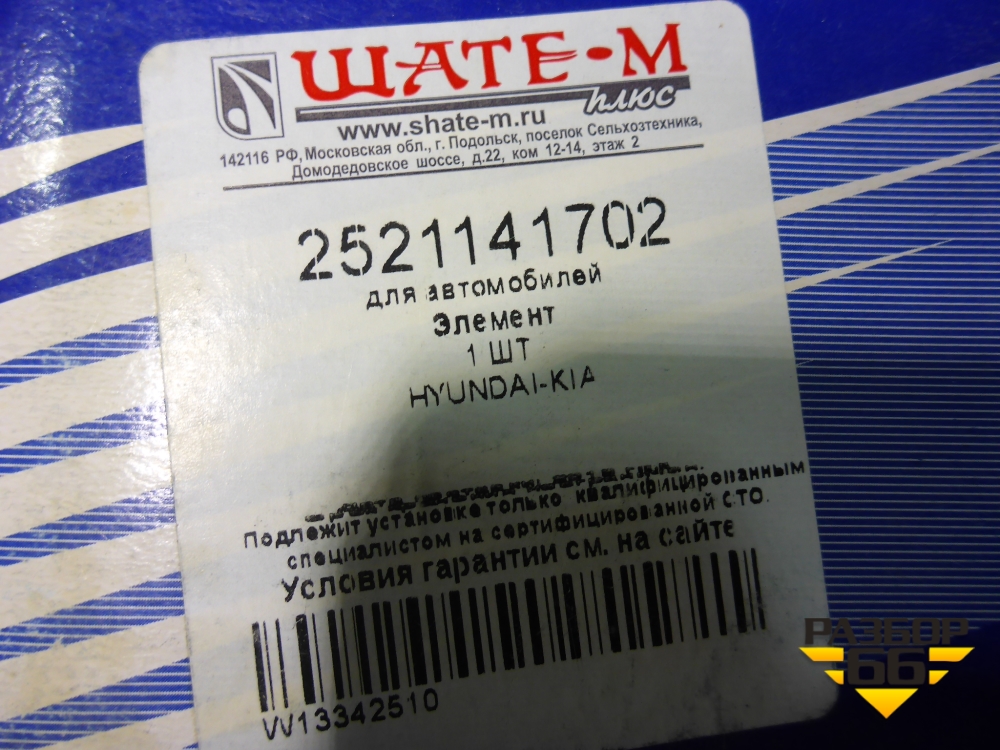 ШАТЕ-М
плюс
www.shate-m.ru
142116 РФ, Московская обл., г. Подольск, поселок Сельхозтехника,
Домодедовское шоссе, д.22, ком 12-14, этаж 2
2521141702
для автомобилей
Элемент
1 ШТ
HYUNDAI-KIA
Подлежит установке только квалифицированным
специалистом на сертифицированной СТО.
Условия гарантии см. на сайте
VV13342510
РАЗБОР
66